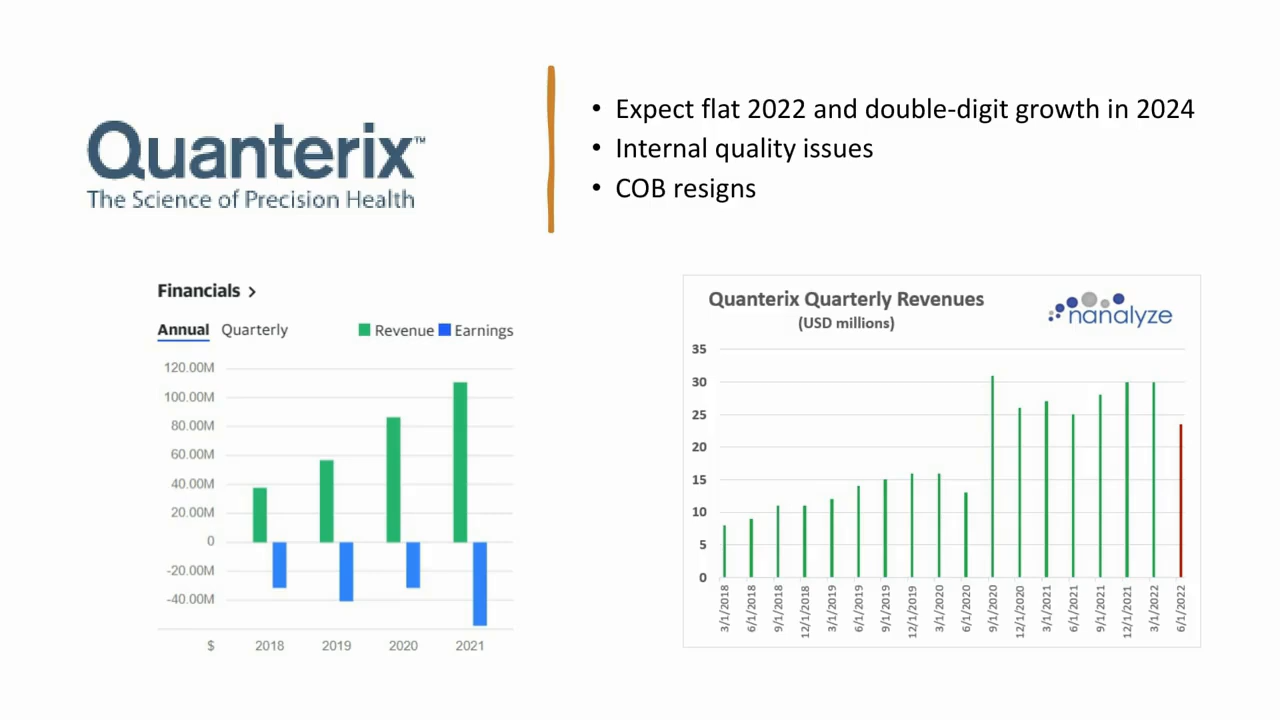 Quanterix™
The Science of Precision Health
• Expect flat 2022 and double-digit growth in 2024
• Internal quality issues
• COB resigns
Financials >
Annual Quarterly Revenue Earnings
120.00M
100.00M
80.00M
60.00M
40.00M
20.00M
0
-20.00M
-40.00M
$ 2018 2019 2020 2021
Quanterix Quarterly Revenues
(USD millions)
nanalyze
35
30
25
20
15
10
5
0
3/1/2018
6/1/2018
9/1/2018
12/1/2018
3/1/2019
6/1/2019
9/1/2019
12/1/2019
3/1/2020
6/1/2020
9/1/2020
12/1/2020
3/1/2021
6/1/2021
9/1/2021
12/1/2021
3/1/2022
6/1/2022